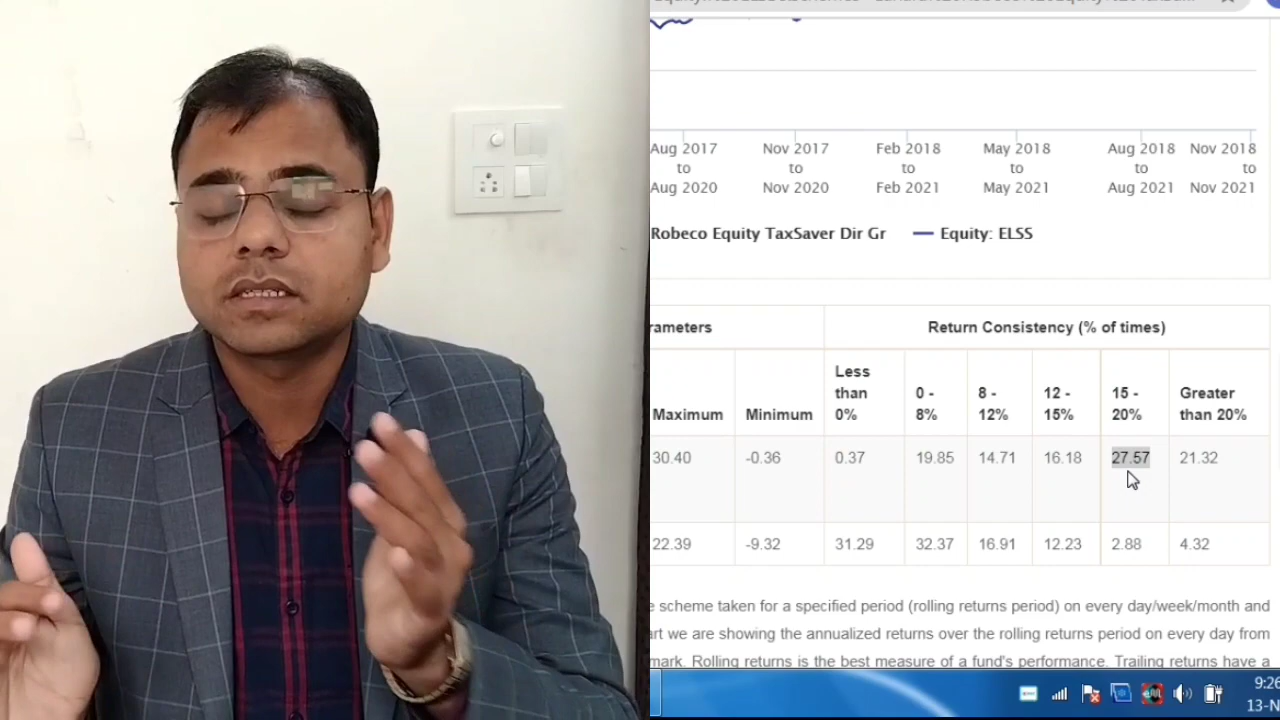 Aug 2017 Nov 2017 Feb 2018 May 2018 Aug 2018 Nov 2018
to to to to to to
Aug 2020 Nov 2020 Feb 2021 May 2021 Aug 2021 Nov 2021
Robeco Equity TaxSaver Dir Gr Equity: ELSS
rameters Return Consistency (% of times)
Maximum Minimum Less than 0% 0 - 8% 8 - 12% 12 - 15% 15 - 20% Greater than 20%
30.40 -0.36 0.37 19.85 14.71 16.18 27.57 21.32
22.39 -9.32 31.29 32.37 16.91 12.23 2.88 4.32
e scheme taken for a specified period (rolling returns period) on every day/week/month and
art we are showing the annualized returns over the rolling returns period on every day from
mark. Rolling returns is the best measure of a fund's performance. Trailing returns have a
9:26
13-N